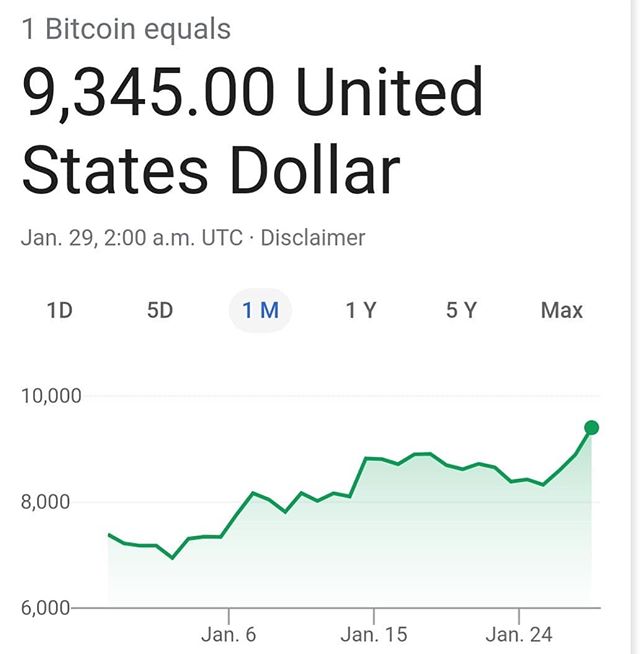 1 Bitcoin equals
9,345.00 United
States Dollar
Jan. 29, 2:00 a.m. UTC · Disclaimer
1D 5D 1 M 1 Y 5 Y Max
10,000
8,000
6,000
Jan. 6 Jan. 15 Jan. 24